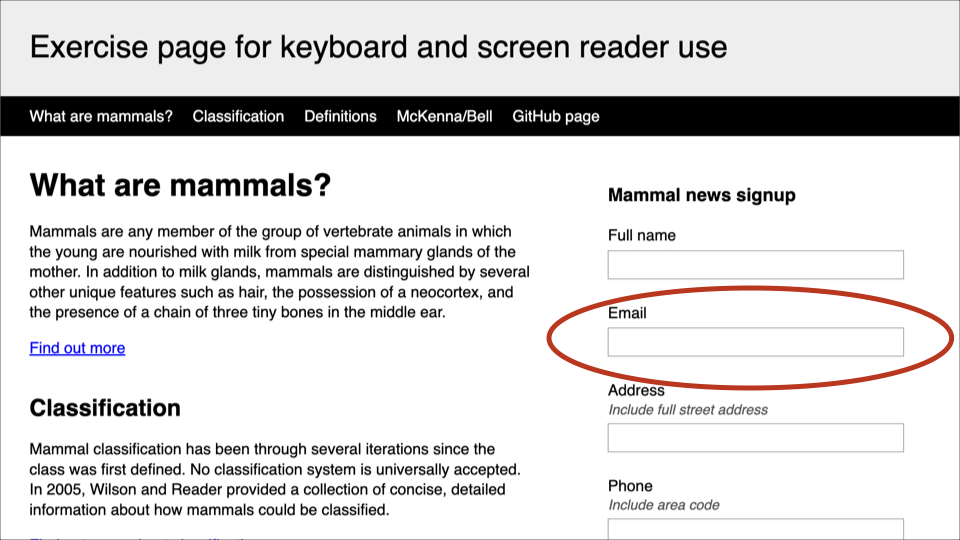 Exercise page for keyboard and screen reader use
What are mammals? Classification Definitions McKenna/Bell GitHub page
What are mammals?
Mammals are any member of the group of vertebrate animals in which
the young are nourished with milk from special mammary glands of the
mother. In addition to milk glands, mammals are distinguished by several
other unique features such as hair, the possession of a neocortex, and
the presence of a chain of three tiny bones in the middle ear.
Find out more
Classification
Mammal classification has been through several iterations since the
class was first defined. No classification system is universally accepted.
In 2005, Wilson and Reader provided a collection of concise, detailed
information about how mammals could be classified.
Mammal news signup
Full name
Email
Address
Include full street address
Phone
Include area code